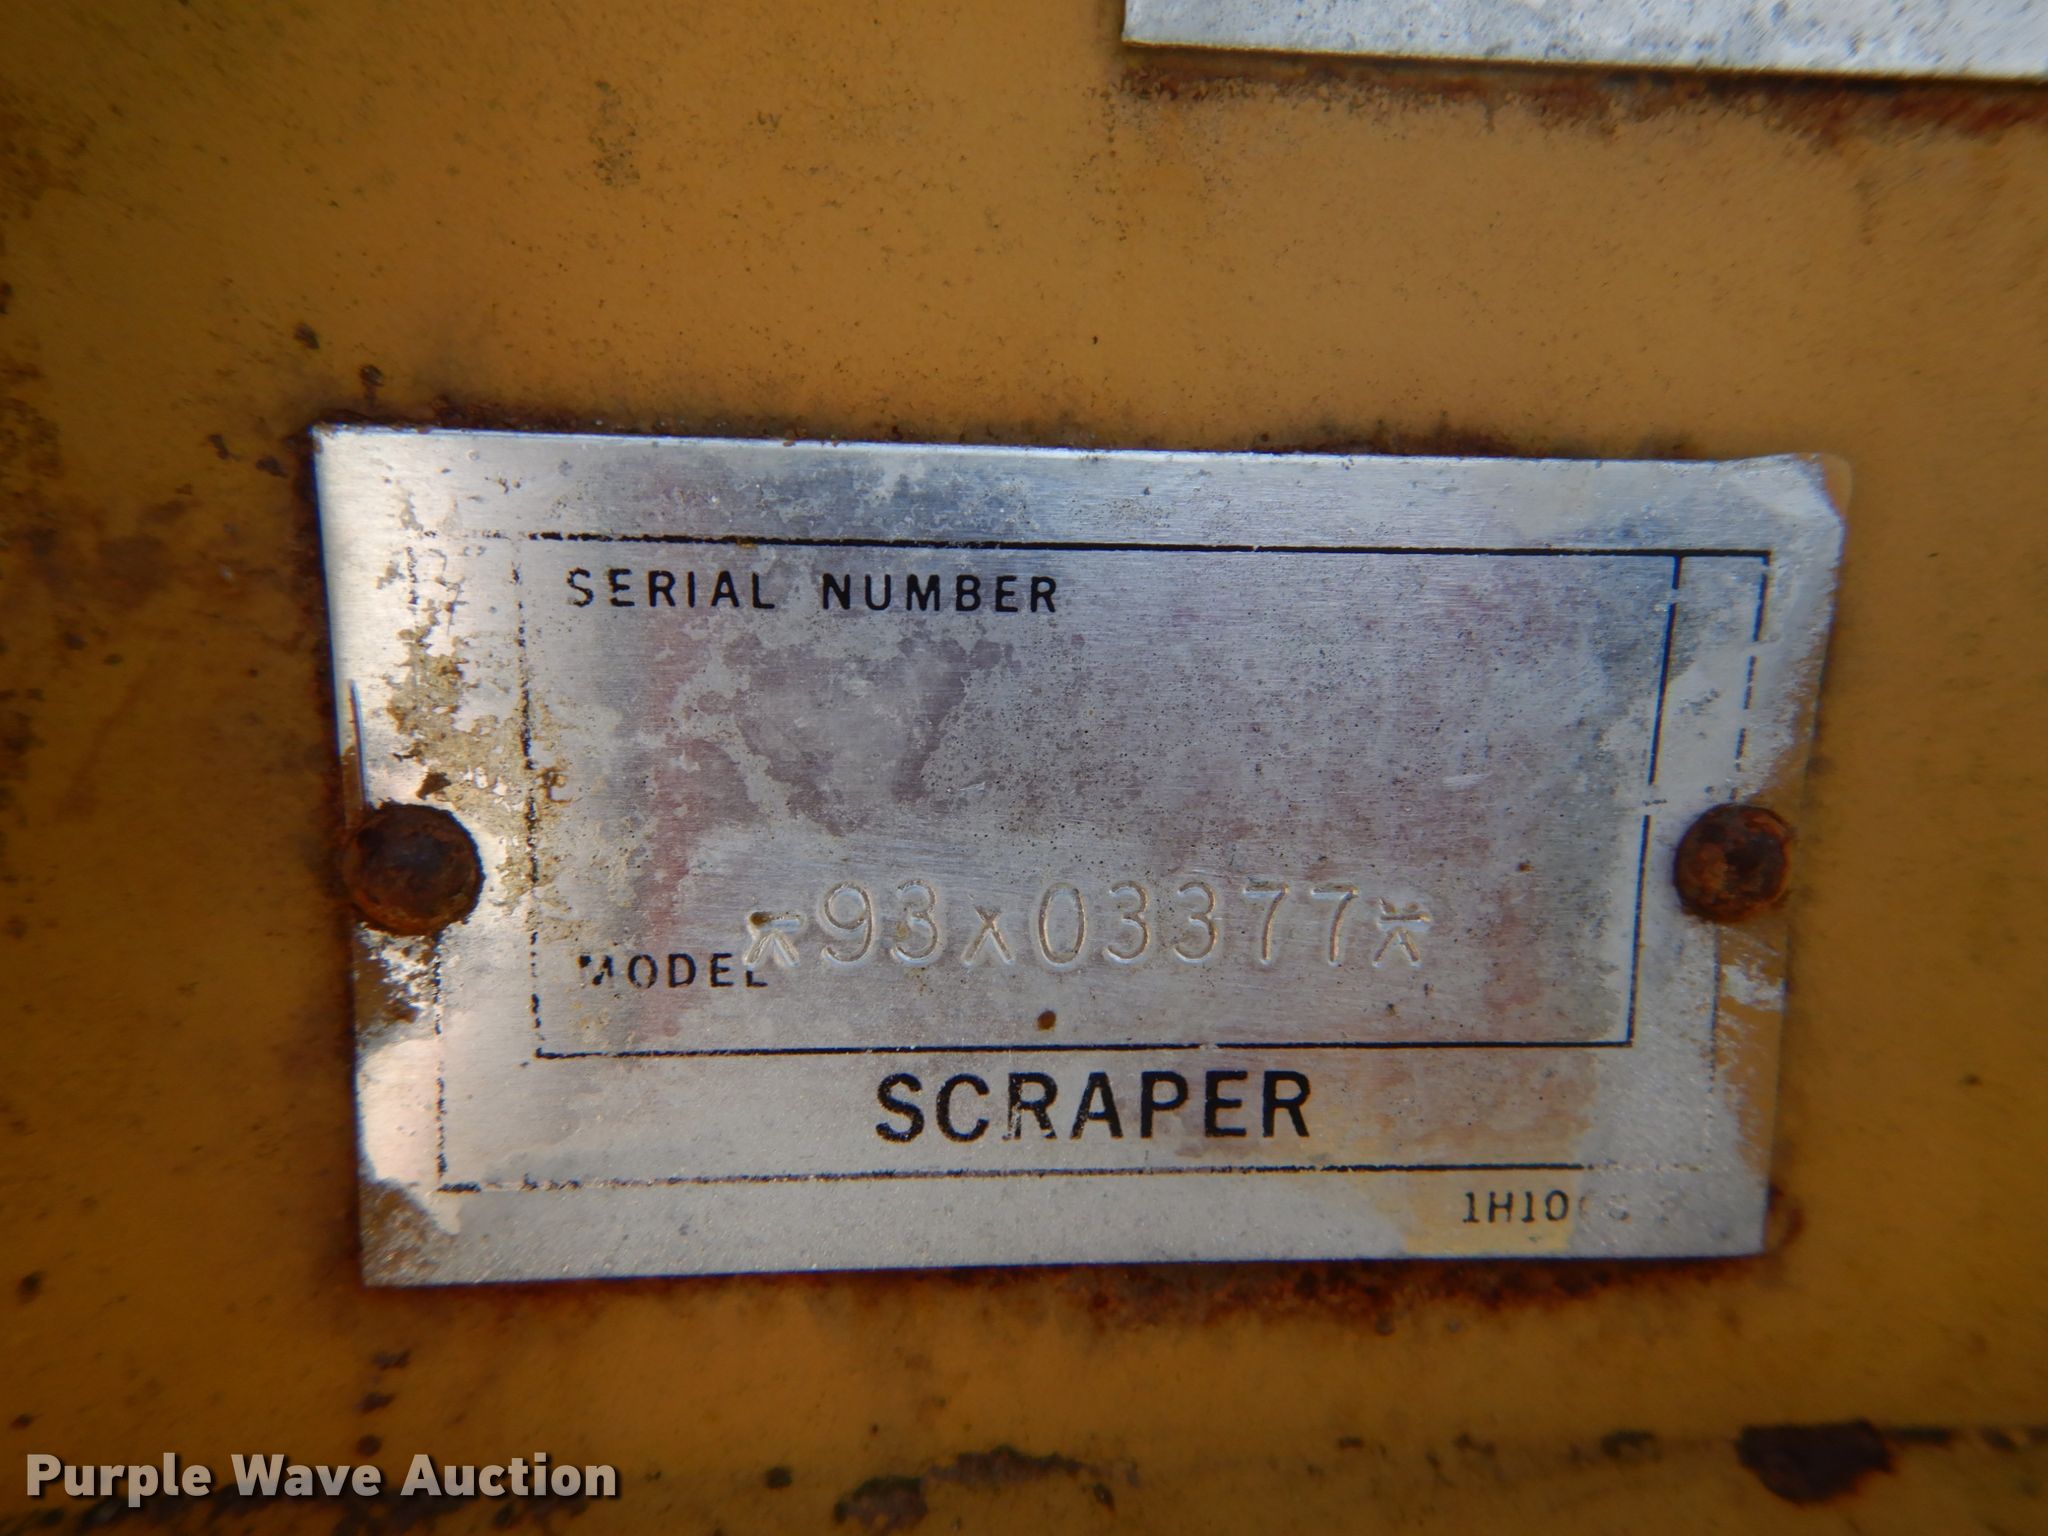 SERIAL NUMBER
*93X03377*
MODEL
SCRAPER
Purple Wave Auction